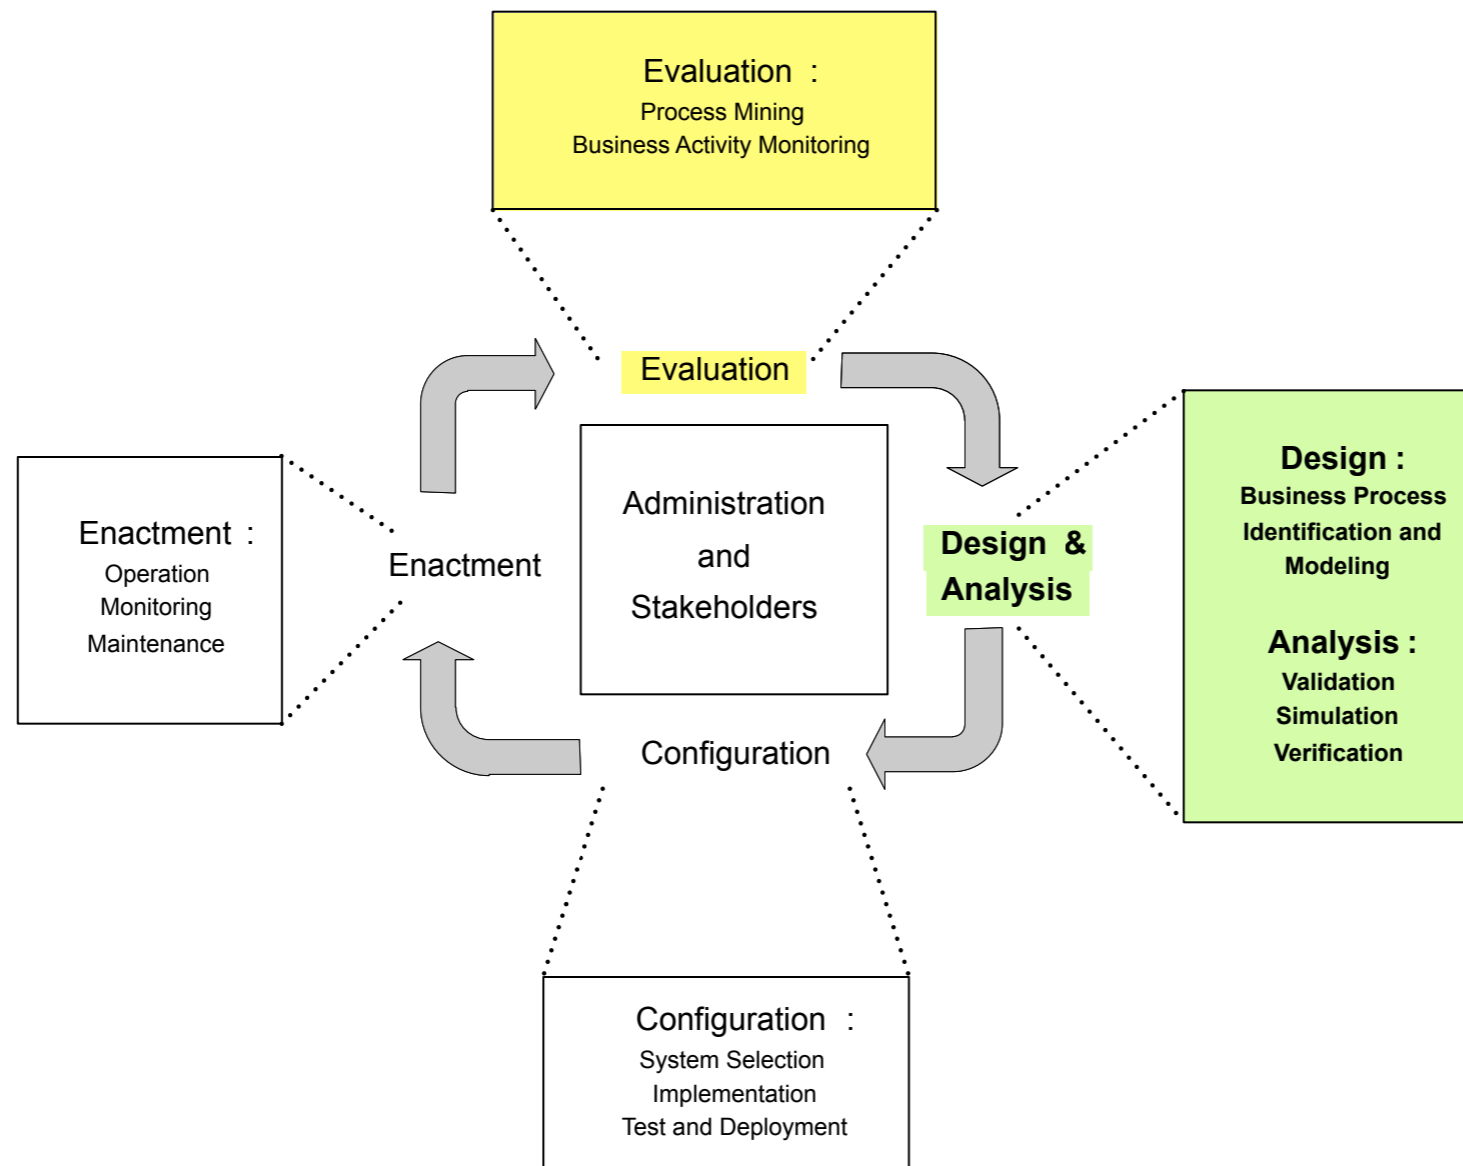 Evaluation :
Process Mining
Business Activity Monitoring
Evaluation
Enactment :
Operation
Monitoring
Maintenance
Enactment
Administration
and
Stakeholders
Design &
Analysis
Design :
Business Process
Identification and
Modeling
Analysis :
Validation
Simulation
Verification
Configuration
Configuration :
System Selection
Implementation
Test and Deployment